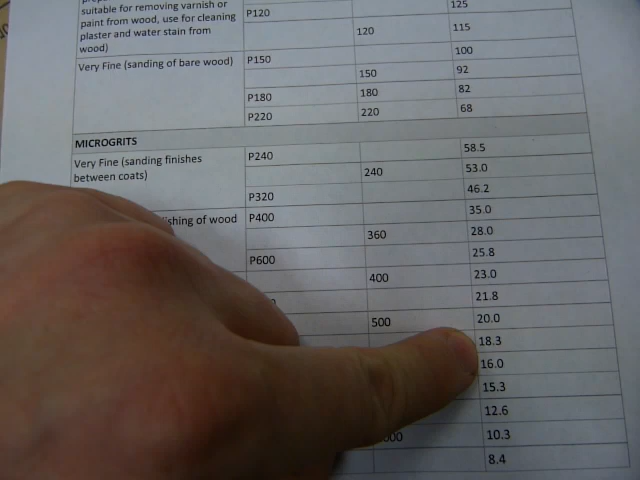 125
suitable for removing varnish or
paint from wood, use for cleaning
plaster and water stain from
wood)
P120
120 115
Very Fine (sanding of bare wood) P150 100
150 92
P180 180 82
P220 220 68
MICROGRITS
Very Fine (sanding finishes
between coats)
P240 58.5
240 53.0
P320 46.2
of wood P400 35.0
360 28.0
P600 25.8
400 23.0
21.8
500 20.0
18.3
16.0
15.3
12.6
10.3
8.4